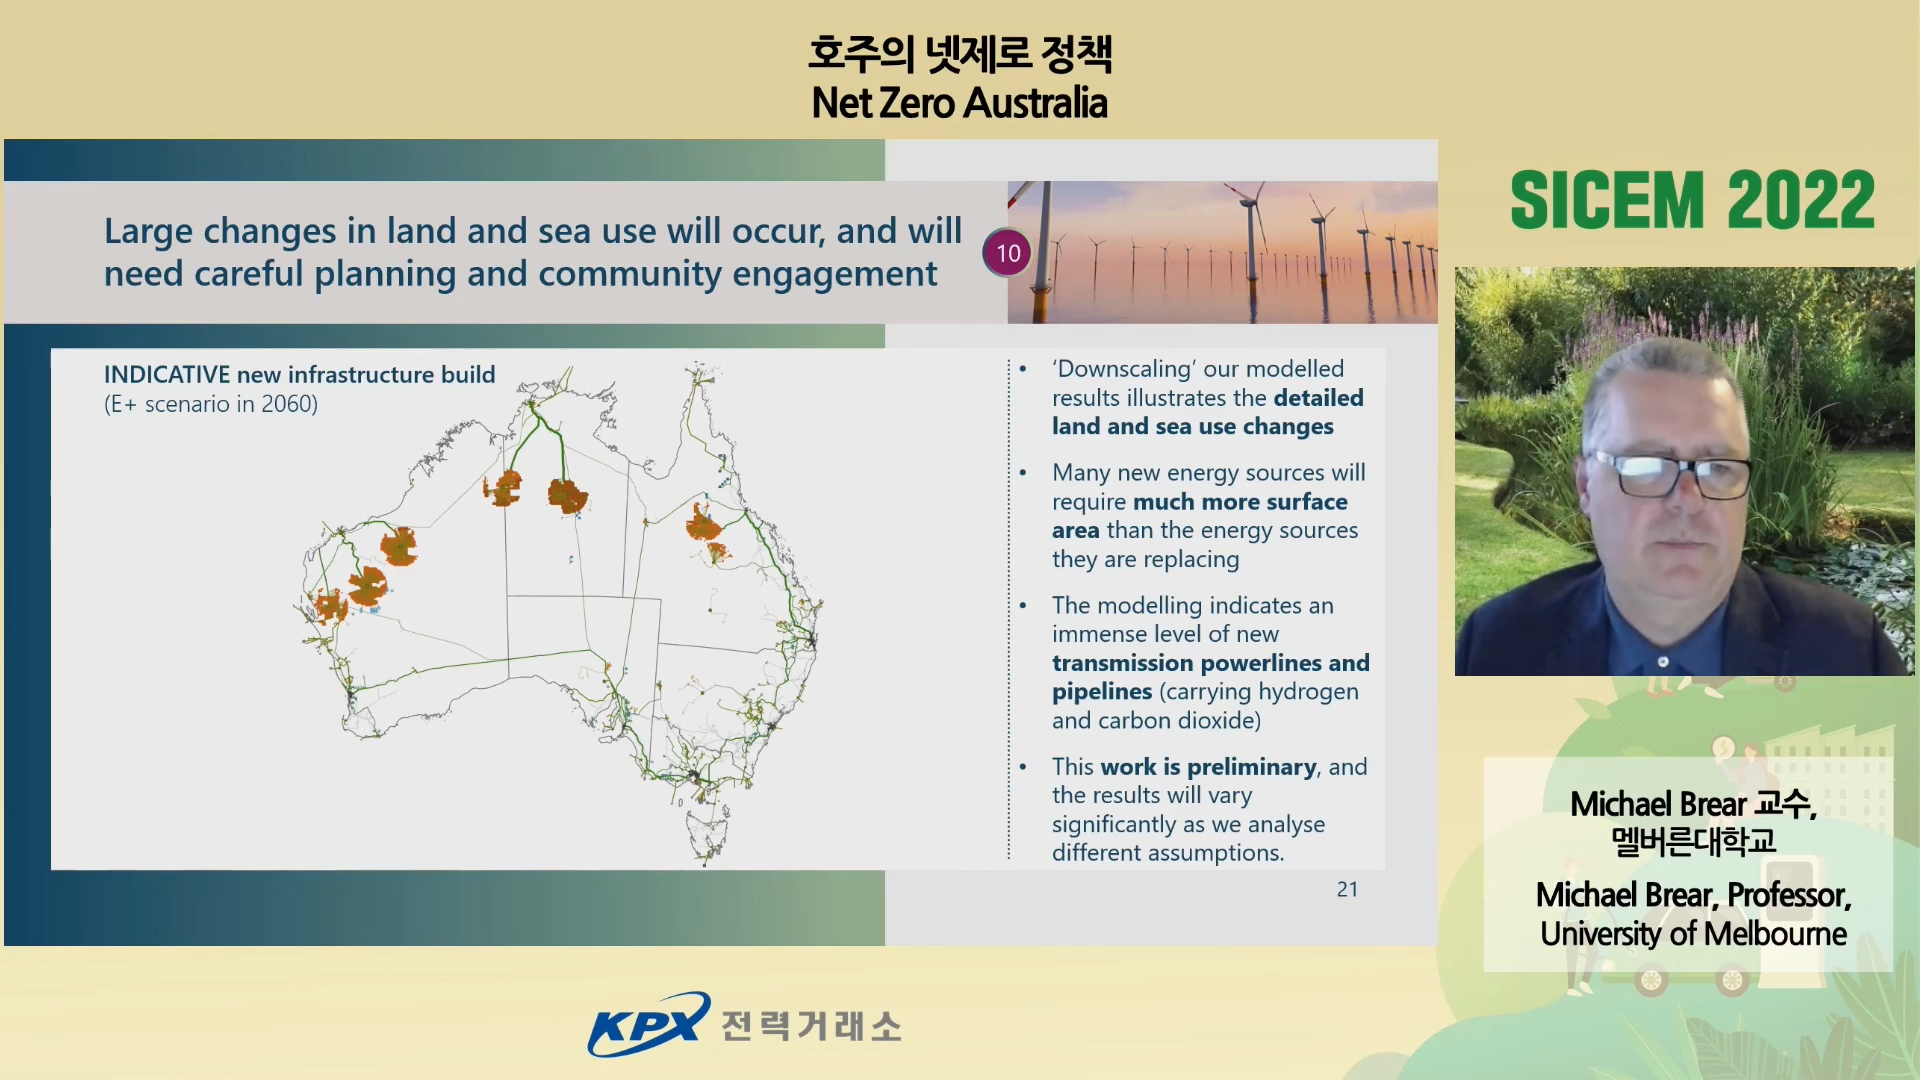 호주의 넷제로 정책
Net Zero Australia
SICEM 2022
Large changes in land and sea use will occur, and will
need careful planning and community engagement
10
INDICATIVE new infrastructure build
(E+ scenario in 2060)
• ‘Downscaling’ our modelled
results illustrates the detailed
land and sea use changes
• Many new energy sources will
require much more surface
area than the energy sources
they are replacing
• The modelling indicates an
immense level of new
transmission powerlines and
pipelines (carrying hydrogen
and carbon dioxide)
• This work is preliminary, and
the results will vary
significantly as we analyse
different assumptions.
21
Michael Brear 교수,
멜버른대학교
Michael Brear, Professor,
University of Melbourne
KPX 전력거래소